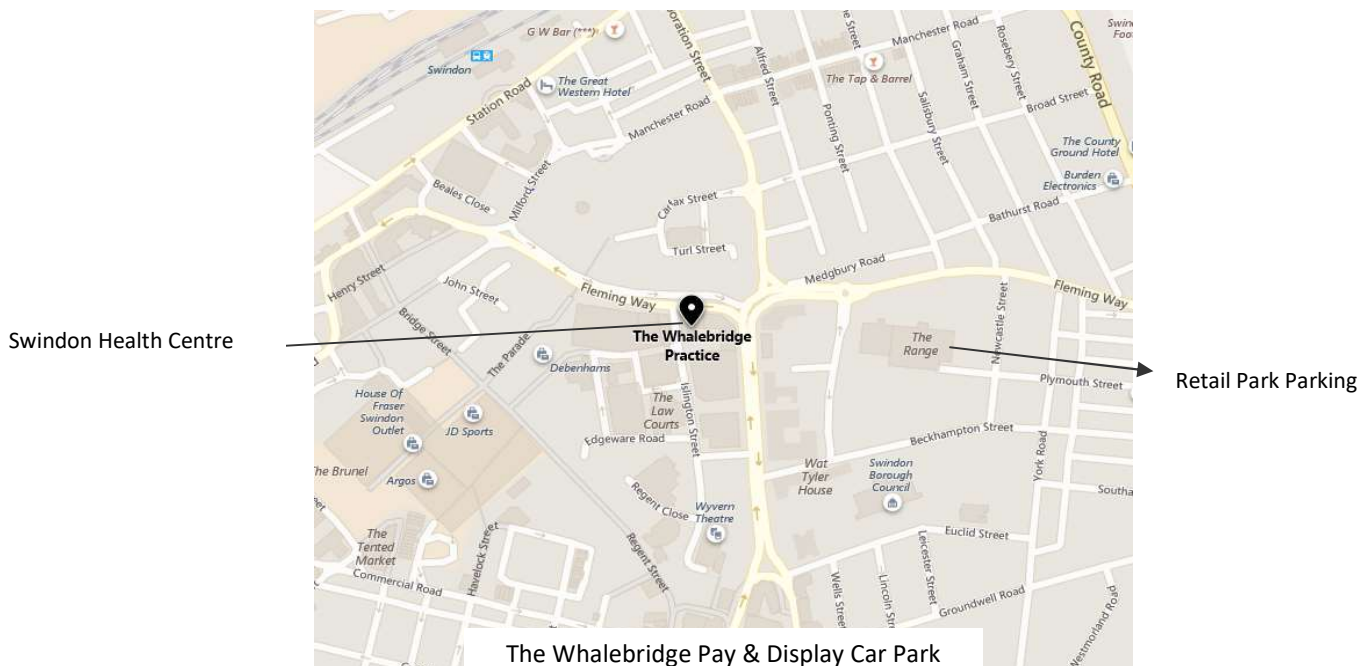 G W Bar (***)
Swindon
The Great
Western Hotel
Station Road
Manchester Road
Alfred Street
Manchester Road
The Tap & Barrel
Ponting Street
Salisbury Street
Graham Street
Rosebery Street
Broad Street
County Road
The County
Ground Hotel
Burden
Electronics
Bathurst Road
Beales Close
Milford Street
Carfax Street
Turl Street
Medgbury Road
Henry Street
John Street
Fleming Way
Fleming Way
Bridge Street
The Parade
Swindon Health Centre
The Whalebridge
Practice
Debenhams
The
Range
Newcastle Street
Plymouth Street
Retail Park Parking
House Of
Fraser
Swindon
Outlet
JD Sports
The
Law
Courts
Islington Street
Edgeware Road
Beckhampton Street
York Road
The Brunel
Argos
Wat
Tyler
House
Swindon
Borough
Council
Regent Close
Wyvern
Theatre
The
Tented
Market
Havelock Street
Regent Street
Euclid Street
Leicester Street
Commercial Road
Wells Street
Lincoln Street
Groundwell Road
The Whalebridge Pay & Display Car Park